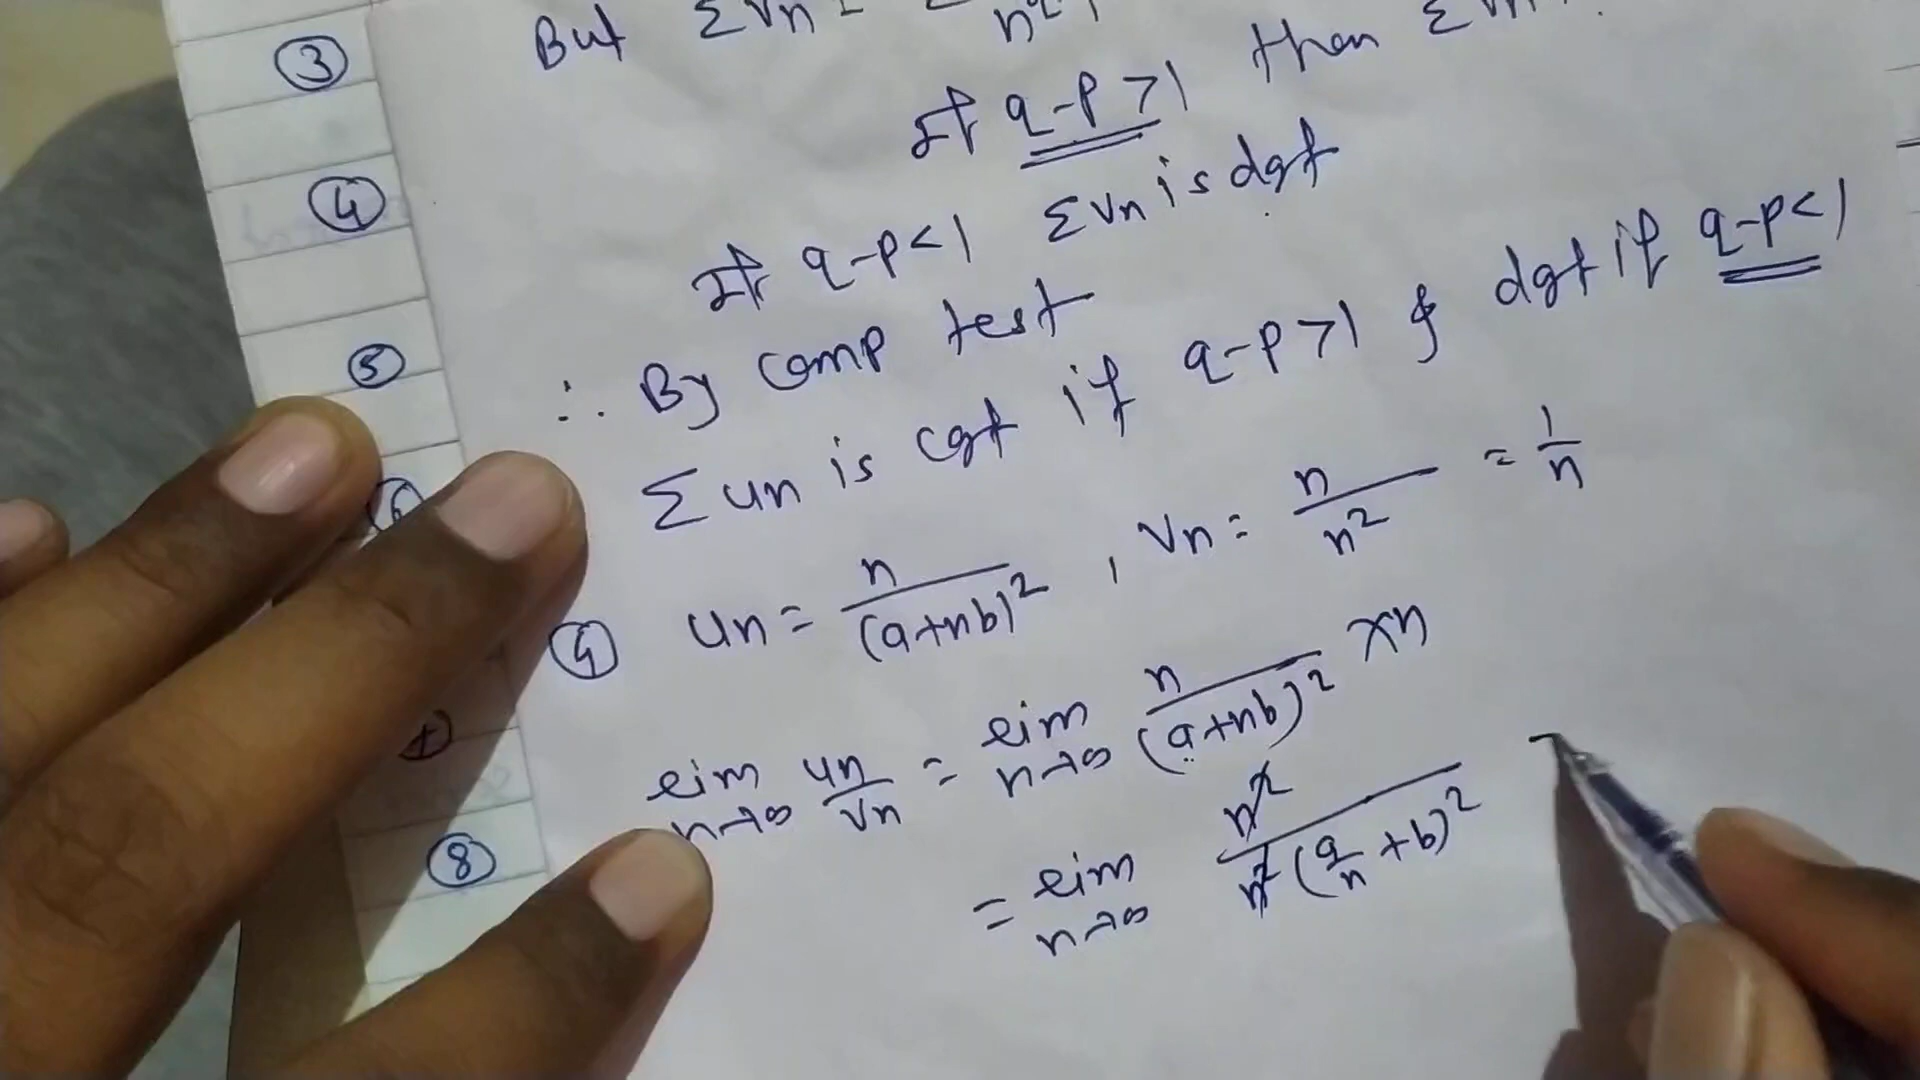 ③
④
⑤
⑧
But Σvn =
If q-p>1 then
If q-p<1 Σvn is dgt
∴ By comp test
Σun is cgt if q-p>1 & dgt if q-p<1
④ un = n/(a+nb)², vn = n/n² = 1/n
lim n→∞ un/vn = lim n→∞ n/(a+nb)² × n
= lim n→∞ n²/n²(a/n+b)²